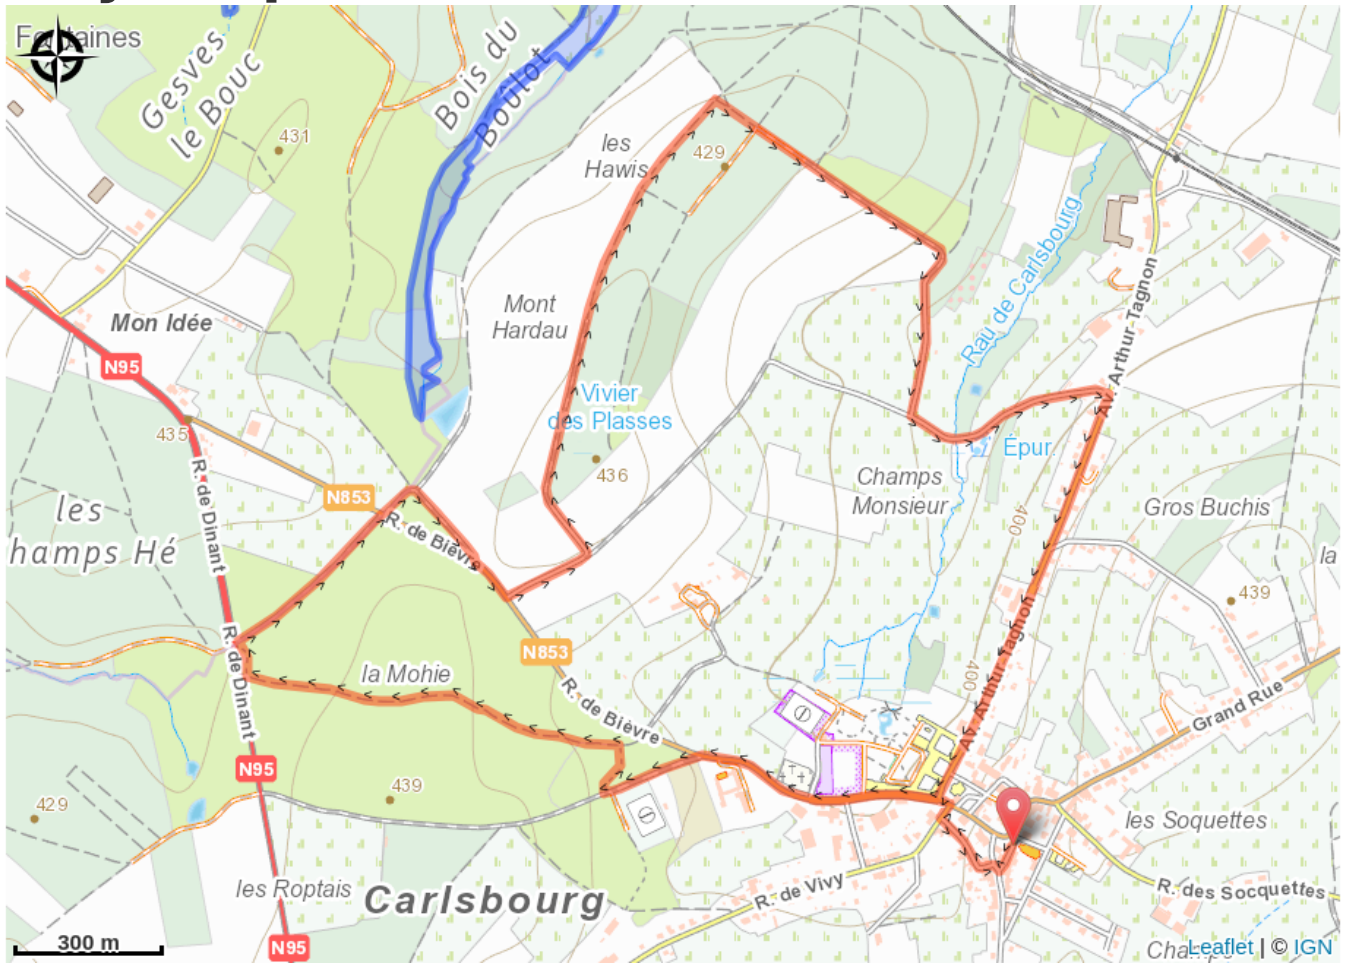 Gesves
le Bouc
431
Bois du
Boûlot
les
Hawis
429
Rau de Carlsbourg
Av. Arthur-Tagnon
Mont
Hardau
Mon Idée
N95
Vivier
des Plasses
435
436
Épur.
N853
R. de Bièvre
R. de Dinant
les
hamps Hé
Champs
Monsieur
400
Gros Buchis
la
439
N853
la Mohie
R. de Dinant
R. de Bièvre
400
Av. Arthur-Tagnon
Grand Rue
N95
439
429
les Soquettes
les Roptais
Carlsbourg
R. de Vivy
R. des Socquettes
N95
300 m
Leaflet | © IGN